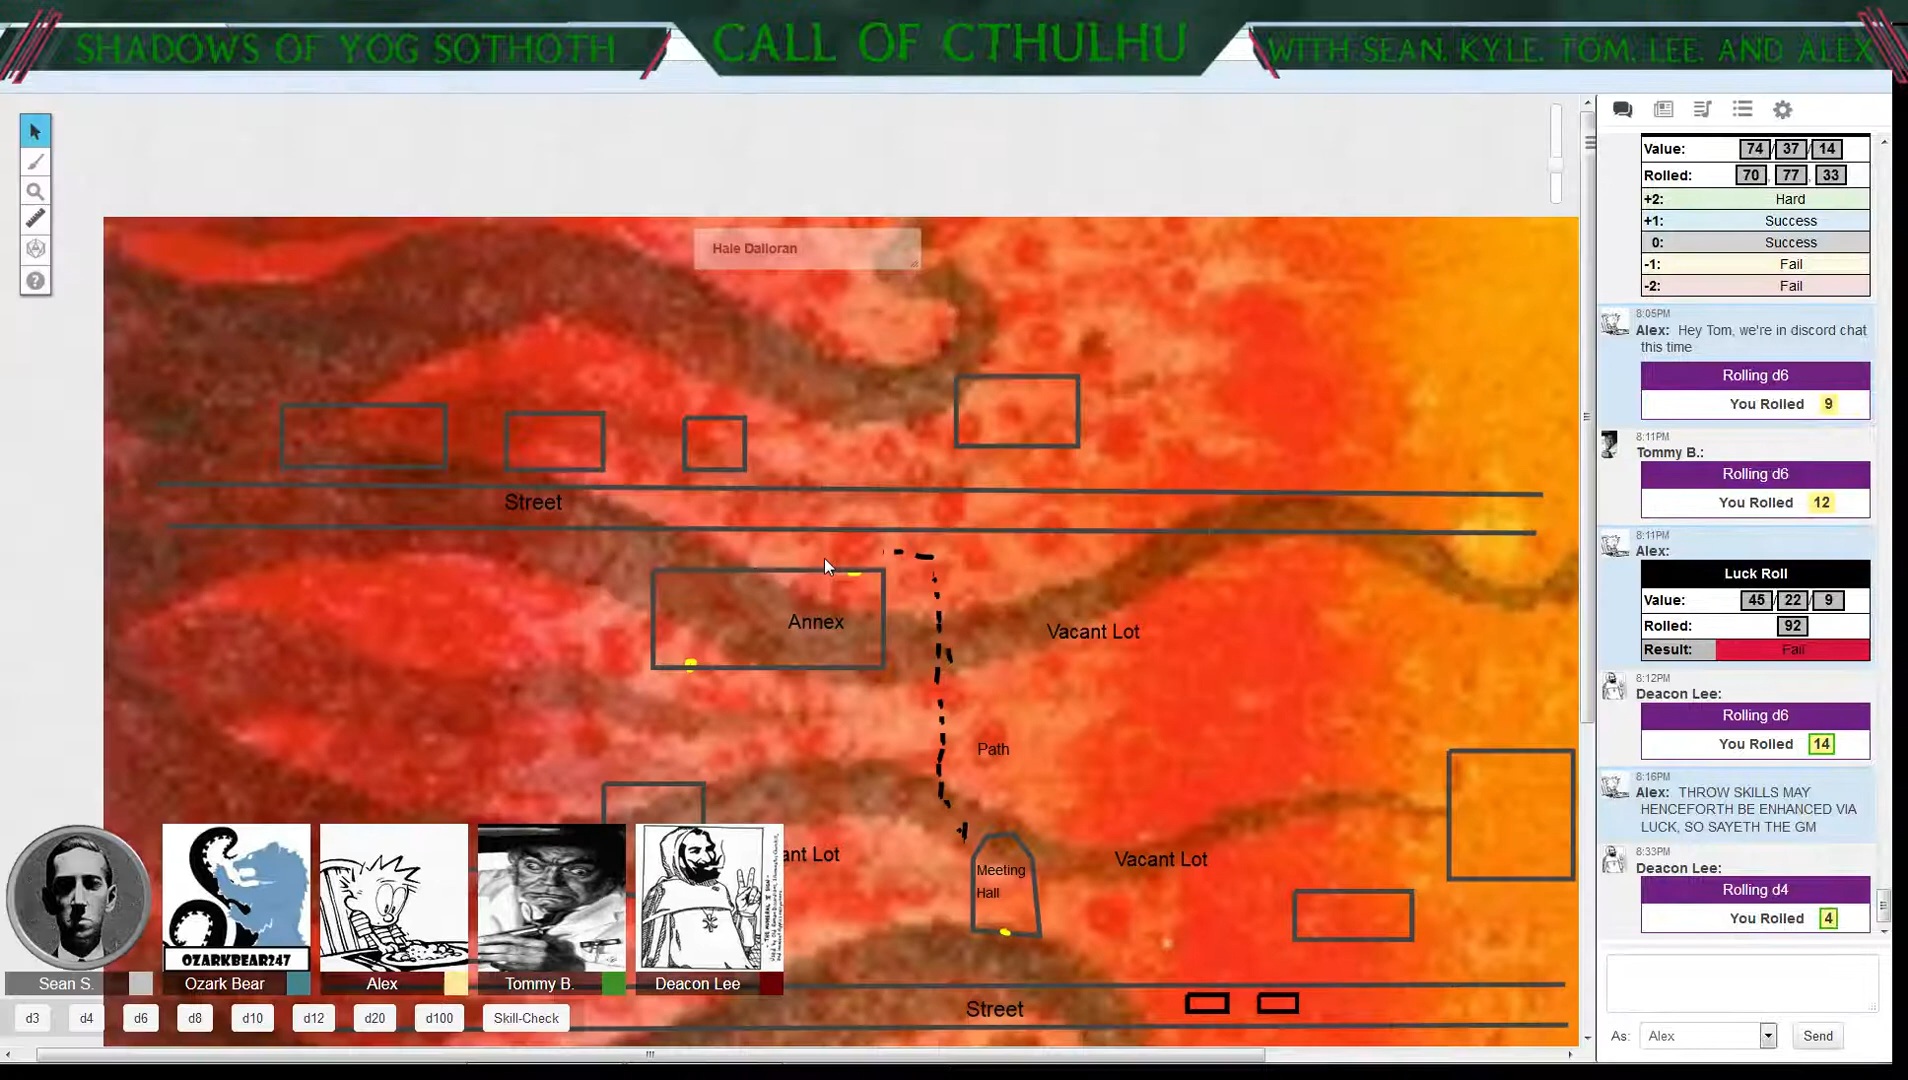 SHADOWS OF YOG SOTHOTH
CALL OF CTHULHU
WITH SEAN, KYLE, TOM, LEE, AND ALEX
Hale Dalloran
Street
Annex
Vacant Lot
Path
ant Lot
Meeting
Hall
Vacant Lot
Street
OZARKBEAR247
Sean S.
Ozark Bear
Alex
Tommy B.
Deacon Lee
d3
d4
d6
d8
d10
d12
d20
d100
Skill-Check
Value: 74 / 37 / 14
Rolled: 70, 77, 33
+2: Hard
+1: Success
0: Success
-1: Fail
-2: Fail
8:05PM
Alex: Hey Tom, we're in discord chat
this time
Rolling d6
You Rolled 9
8:11PM
Tommy B.:
Rolling d6
You Rolled 12
8:11PM
Alex:
Luck Roll
Value: 45 / 22 / 9
Rolled: 92
Result: Fail
8:12PM
Deacon Lee:
Rolling d6
You Rolled 14
8:16PM
Alex: THROW SKILLS MAY
HENCEFORTH BE ENHANCED VIA
LUCK, SO SAYETH THE GM
8:33PM
Deacon Lee:
Rolling d4
You Rolled 4
As: Alex
Send